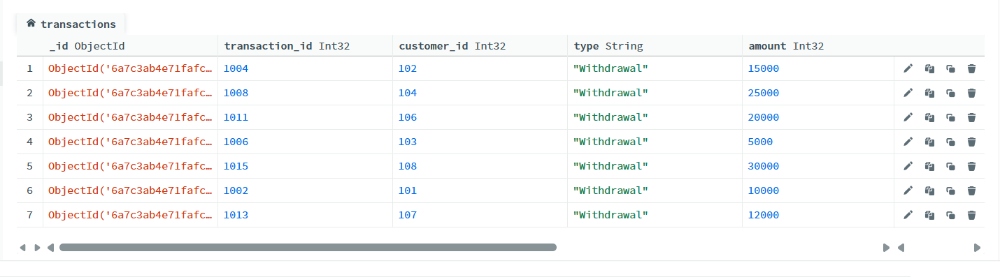 transactions
_id ObjectId transaction_id Int32 customer_id Int32 type String amount Int32
1 ObjectId('6a7c3ab4e71fafc… 1004 102 "Withdrawal" 15000
2 ObjectId('6a7c3ab4e71fafc… 1008 104 "Withdrawal" 25000
3 ObjectId('6a7c3ab4e71fafc… 1011 106 "Withdrawal" 20000
4 ObjectId('6a7c3ab4e71fafc… 1006 103 "Withdrawal" 5000
5 ObjectId('6a7c3ab4e71fafc… 1015 108 "Withdrawal" 30000
6 ObjectId('6a7c3ab4e71fafc… 1002 101 "Withdrawal" 10000
7 ObjectId('6a7c3ab4e71fafc… 1013 107 "Withdrawal" 12000